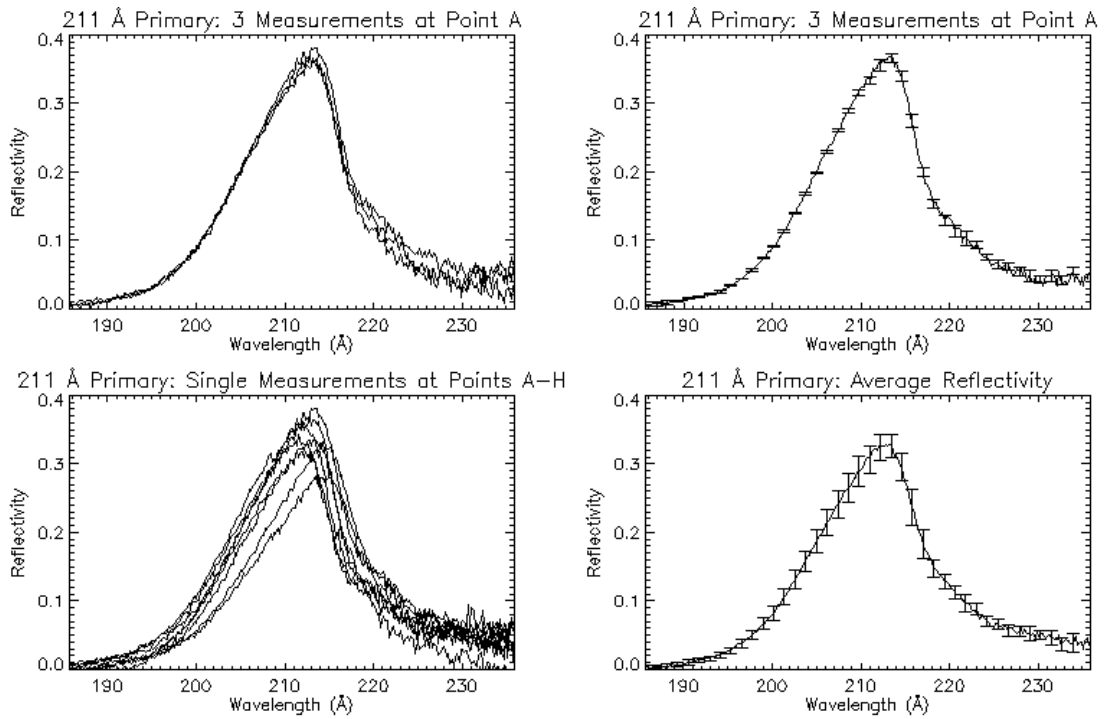 211 Å Primary: 3 Measurements at Point A
0.4
0.3
0.2
0.1
0.0
Reflectivity
190 200 210 220 230
Wavelength (Å)
211 Å Primary: 3 Measurements at Point A
0.4
0.3
0.2
0.1
0.0
Reflectivity
190 200 210 220 230
Wavelength (Å)
211 Å Primary: Single Measurements at Points A-H
0.4
0.3
0.2
0.1
0.0
Reflectivity
190 200 210 220 230
Wavelength (Å)
211 Å Primary: Average Reflectivity
0.4
0.3
0.2
0.1
0.0
Reflectivity
190 200 210 220 230
Wavelength (Å)